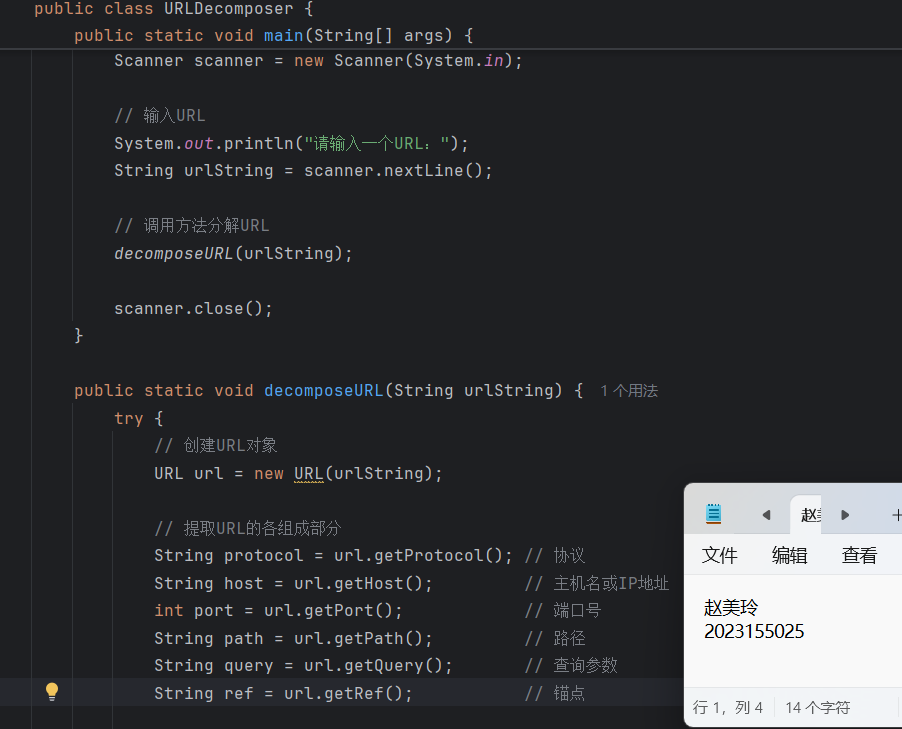 public class URLDecomposer {
public static void main(String[] args) {
Scanner scanner = new Scanner(System.in);
// 输入URL
System.out.println("请输入一个URL：");
String urlString = scanner.nextLine();
// 调用方法分解URL
decomposeURL(urlString);
scanner.close();
}
public static void decomposeURL(String urlString) { 1 个用法
try {
// 创建URL对象
URL url = new URL(urlString);
// 提取URL的各组成部分
String protocol = url.getProtocol(); // 协议
String host = url.getHost(); // 主机名或IP地址
int port = url.getPort(); // 端口号
String path = url.getPath(); // 路径
String query = url.getQuery(); // 查询参数
String ref = url.getRef(); // 锚点
赵美
文件 编辑 查看
赵美玲
2023155025
行 1，列 4 14 个字符